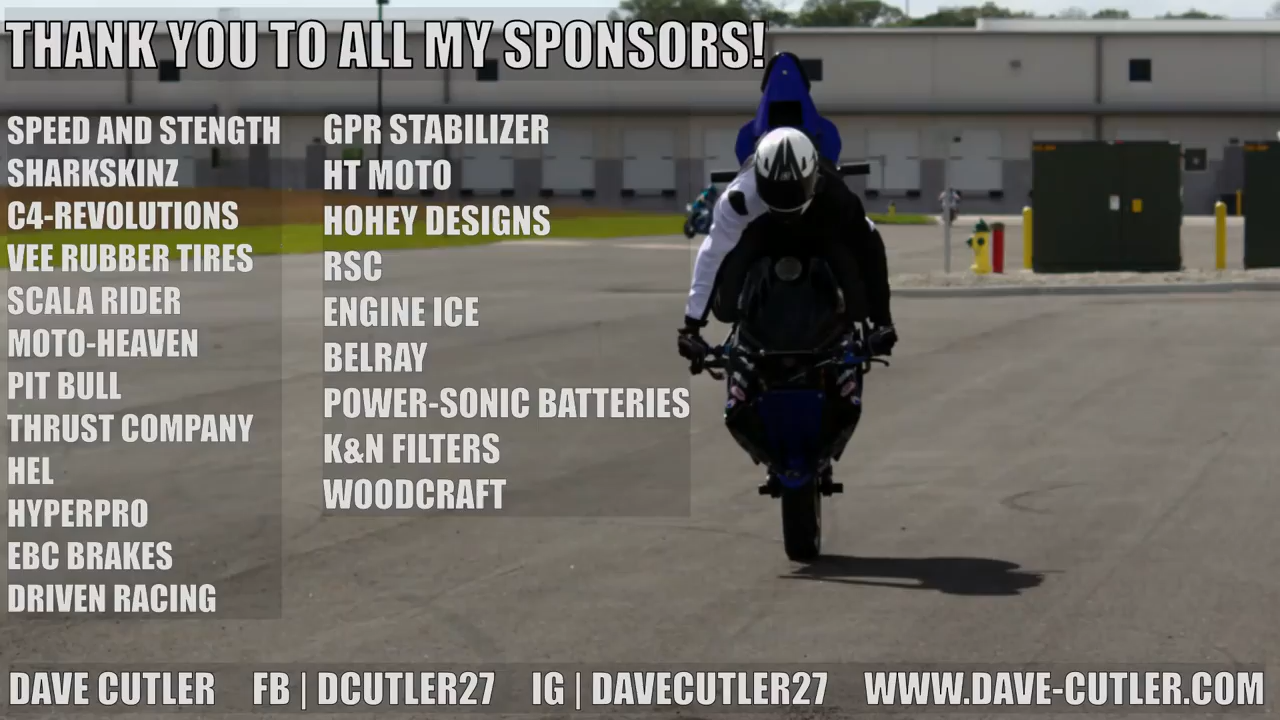 THANK YOU TO ALL MY SPONSORS!
SPEED AND STENGTH
SHARKSKINZ
C4-REVOLUTIONS
VEE RUBBER TIRES
SCALA RIDER
MOTO-HEAVEN
PIT BULL
THRUST COMPANY
HEL
HYPERPRO
EBC BRAKES
DRIVEN RACING
GPR STABILIZER
HT MOTO
HOHEY DESIGNS
RSC
ENGINE ICE
BELRAY
POWER-SONIC BATTERIES
K&N FILTERS
WOODCRAFT
DAVE CUTLER FB | DCUTLER27 IG | DAVECUTLER27 WWW.DAVE-CUTLER.COM